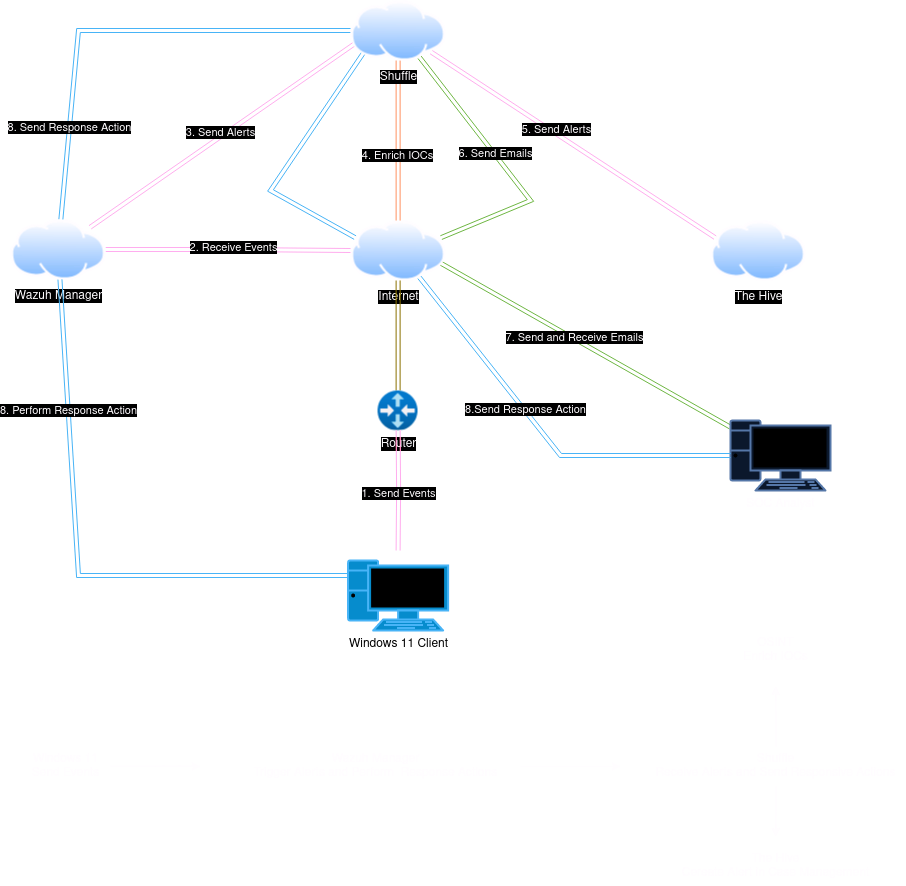 Shuffle
8. Send Response Action
3. Send Alerts
5. Send Alerts
4. Enrich IOCs
6. Send Emails
2. Receive Events
Wazuh Manager
Internet
The Hive
7. Send and Receive Emails
8. Perform Response Action
8.Send Response Action
Router
1. Send Events
Windows 11 Client